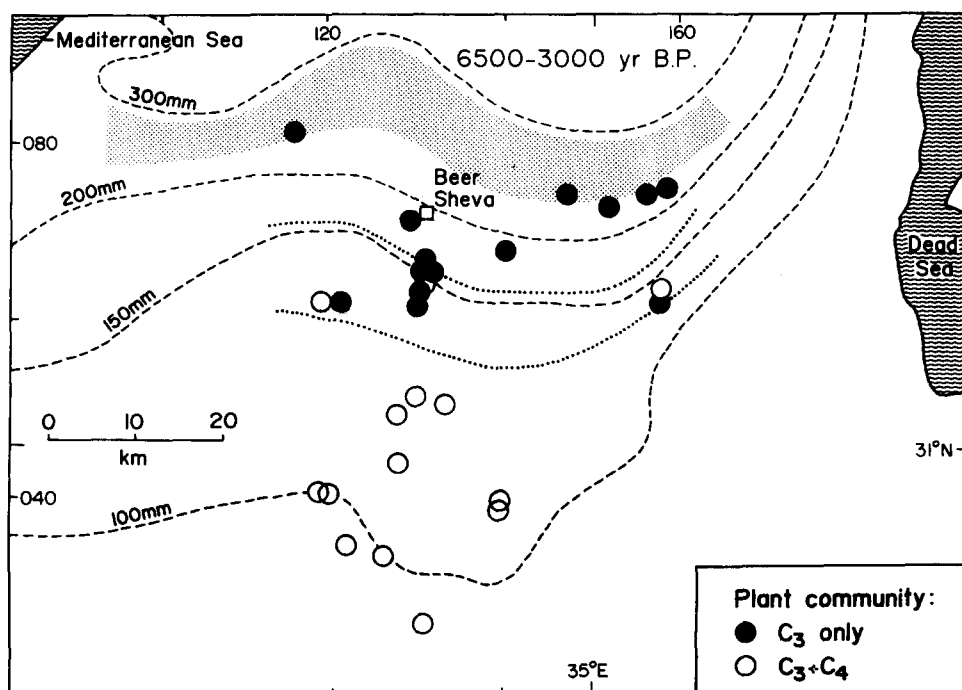 Mediterranean Sea
120
160
6500-3000 yr B.P.
300mm
080
Beer
Sheva
200mm
Dead
Sea
150mm
0 10 20
km
31°N
040
100mm
35°E
Plant community:
C₃ only
C₃+C₄